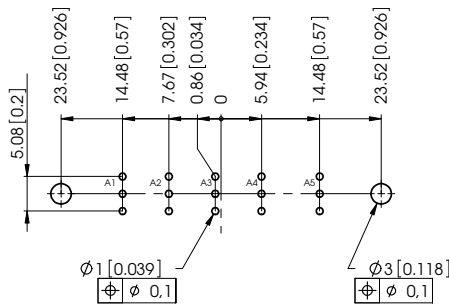 23.52 [0.926]
14.48 [0.57]
7.67 [0.302]
0.86 [0.034]
0
5.94 [0.234]
14.48 [0.57]
23.52 [0.926]
5.08 [0.2]
A1 A2 A3 A4 A5
Ø1 [0.039]
Ø 0,1
Ø3 [0.118]
Ø 0,1